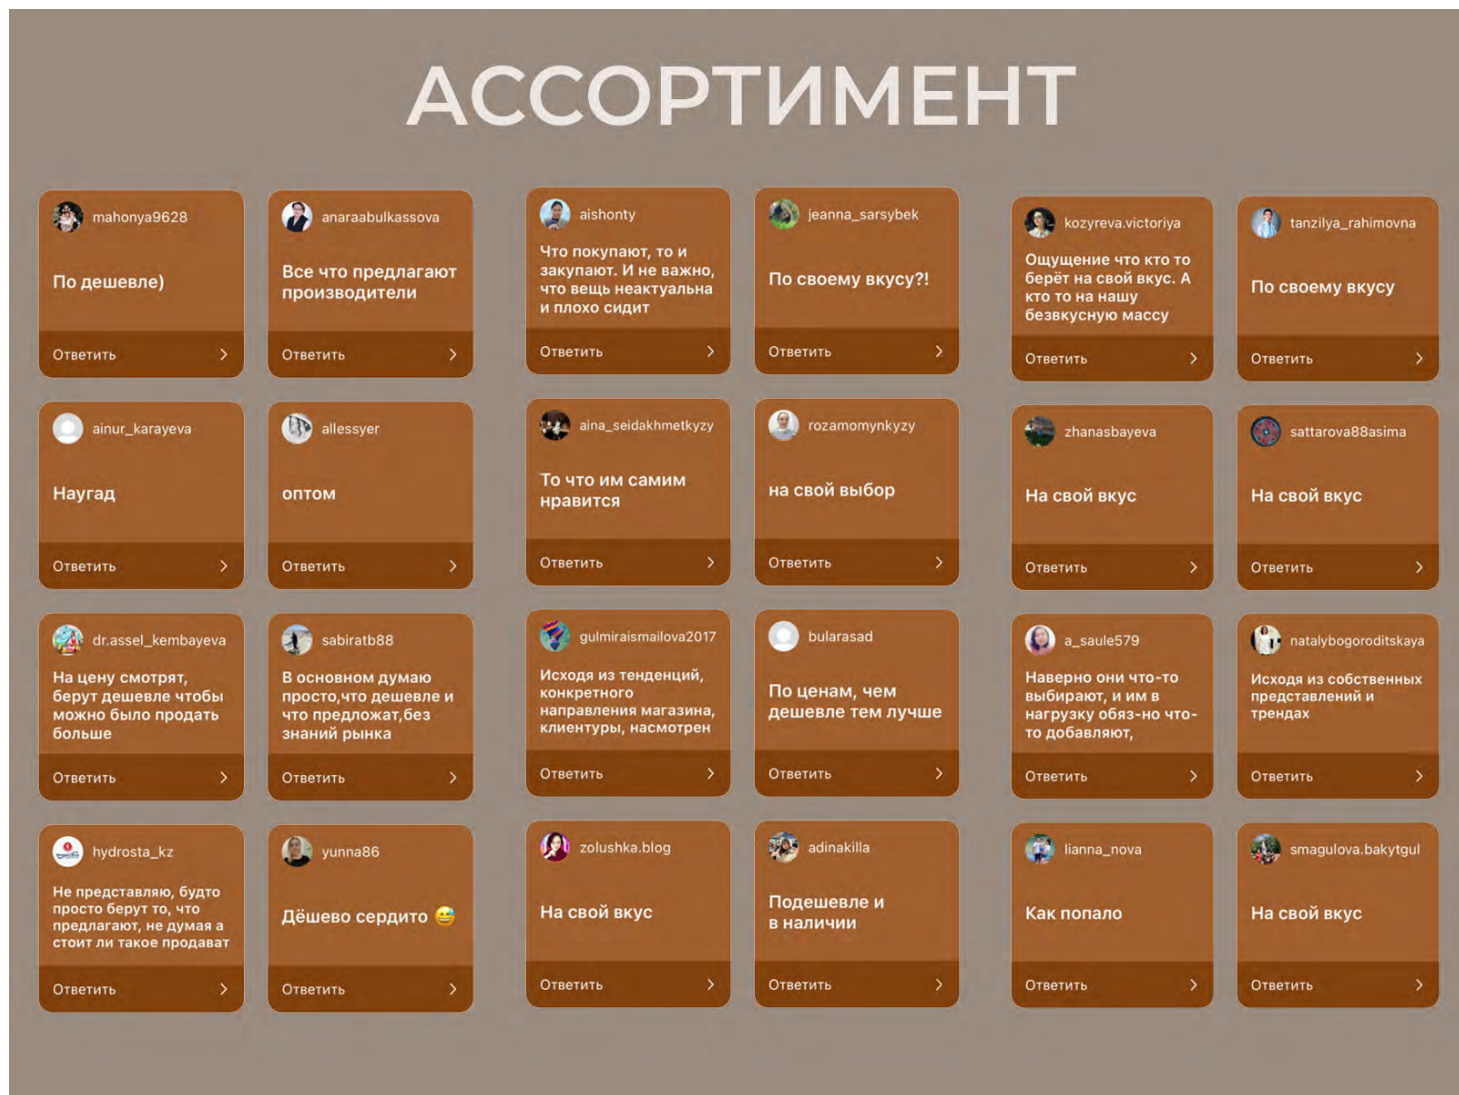 АССОРТИМЕНТ
mahonya9628
По дешевле)
Ответить
anaraabulkassova
Все что предлагают
производители
Ответить
aishonty
Что покупают, то и
закупают. И не важно,
что вещь неактуальна
и плохо сидит
Ответить
jeanna_sarsybek
По своему вкусу?!
Ответить
kozyreva.victoriya
Ощущение что кто то
берёт на свой вкус. А
кто то на нашу
безвкусную массу
Ответить
tanzilya_rahimovna
По своему вкусу
Ответить
ainur_karayeva
Наугад
Ответить
allessyer
оптом
Ответить
aina_seidakhmetkyzy
То что им самим
нравится
Ответить
rozamomynkyzy
на свой выбор
Ответить
zhanasbayeva
На свой вкус
Ответить
sattarova88asima
На свой вкус
Ответить
dr.assel_kembayeva
На цену смотрят,
берут дешевле чтобы
можно было продать
больше
Ответить
sabiratb88
В основном думаю
просто,что дешевле и
что предложат,без
знаний рынка
Ответить
gulmiraismailova2017
Исходя из тенденций,
конкретного
направления магазина,
клиентуры, насмотрен
Ответить
bularasad
По ценам, чем
дешевле тем лучше
Ответить
a_saule579
Наверно они что-то
выбирают, и им в
нагрузку обяз-но что-
то добавляют,
Ответить
natalybogoroditskaya
Исходя из собственных
представлений и
трендах
Ответить
hydrosta_kz
Не представляю, будто
просто берут то, что
предлагают, не думая а
стоит ли такое продават
Ответить
yunna86
Дёшево сердито 😅
Ответить
zolushka.blog
На свой вкус
Ответить
adinakilla
Подешевле и
в наличии
Ответить
lianna_nova
Как попало
Ответить
smagulova.bakytgul
На свой вкус
Ответить